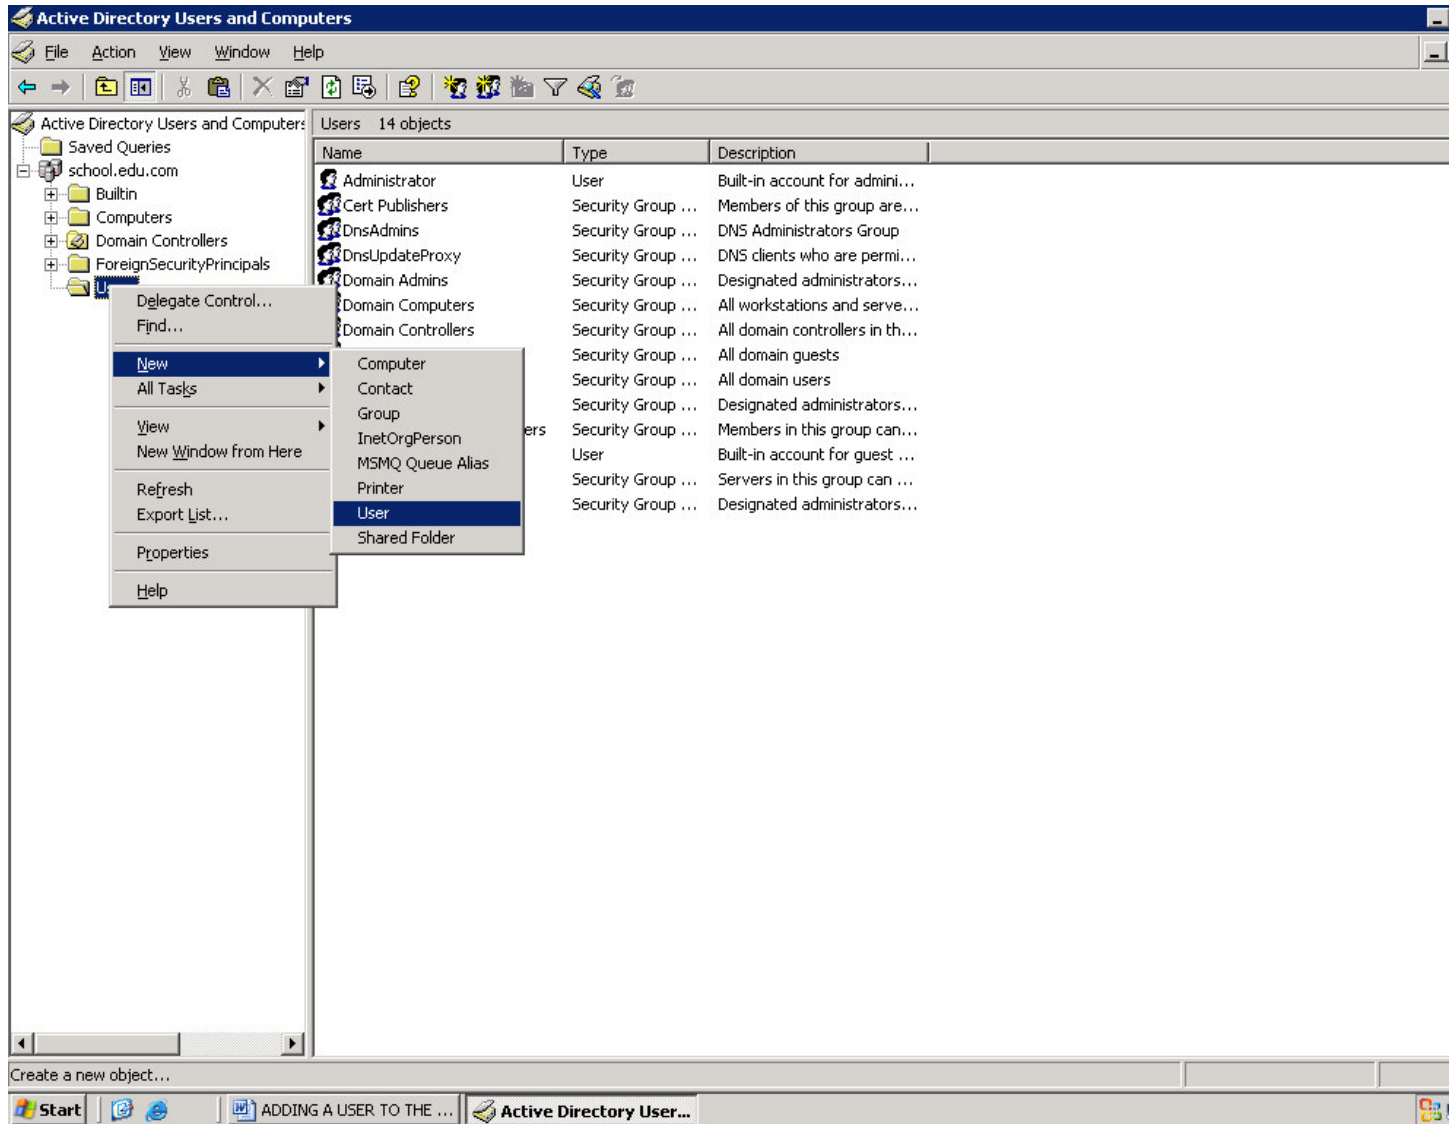 Active Directory Users and Computers
File Action View Window Help
Active Directory Users and Computers
Users 14 objects
Saved Queries
school.edu.com
Builtin
Computers
Domain Controllers
ForeignSecurityPrincipals
Name Type Description
Administrator User Built-in account for admini...
Cert Publishers Security Group ... Members of this group are...
DnsAdmins Security Group ... DNS Administrators Group
DnsUpdateProxy Security Group ... DNS clients who are permi...
Domain Admins Security Group ... Designated administrators...
Domain Computers Security Group ... All workstations and serve...
Domain Controllers Security Group ... All domain controllers in th...
Security Group ... All domain guests
Security Group ... All domain users
Security Group ... Designated administrators...
ers Security Group ... Members in this group can...
User Built-in account for guest ...
Security Group ... Servers in this group can ...
Security Group ... Designated administrators...
Delegate Control...
Find...
New
All Tasks
View
New Window from Here
Refresh
Export List...
Properties
Help
Computer
Contact
Group
InetOrgPerson
MSMQ Queue Alias
Printer
User
Shared Folder
Create a new object...
Start ADDING A USER TO THE ... Active Directory User...